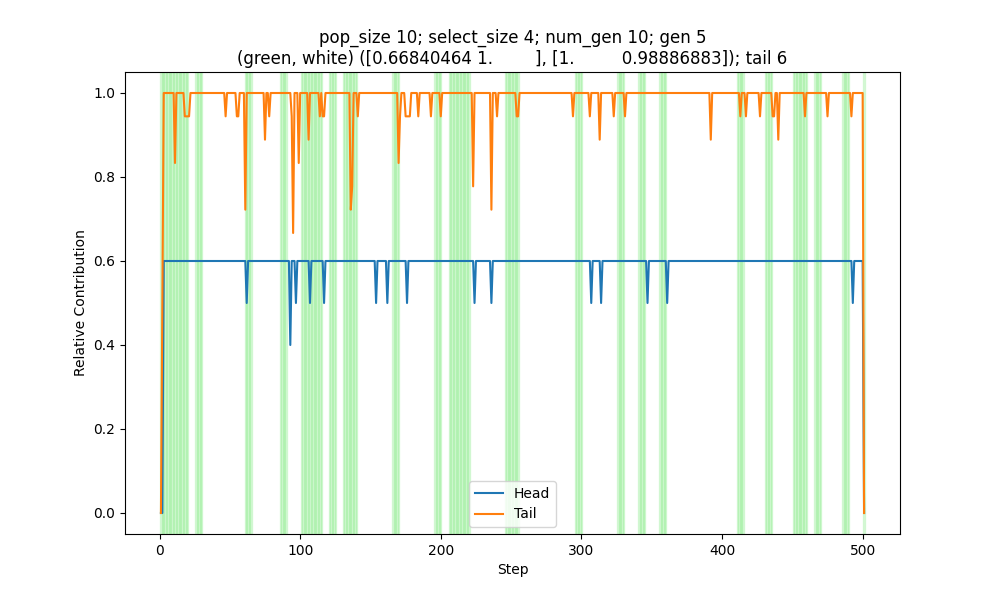 pop_size 10; select_size 4; num_gen 10; gen 5
(green, white) ([0.66840464 1. ], [1. 0.98886883]); tail 6
1.0
0.8
0.6
0.4
0.2
0.0
Relative Contribution
Head
Tail
0 100 200 300 400 500
Step